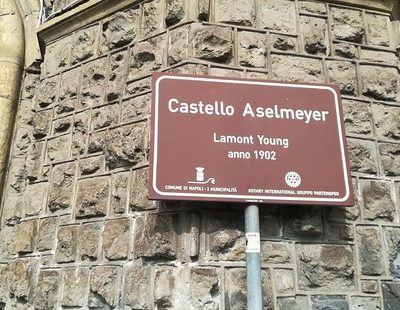 Castello Aselmeyer
Lamont Young
anno 1902
COMUNE DI NAPOLI - I MUNICIPALITÀ
ROTARY INTERNATIONAL GRUPPO PARTENOPEO